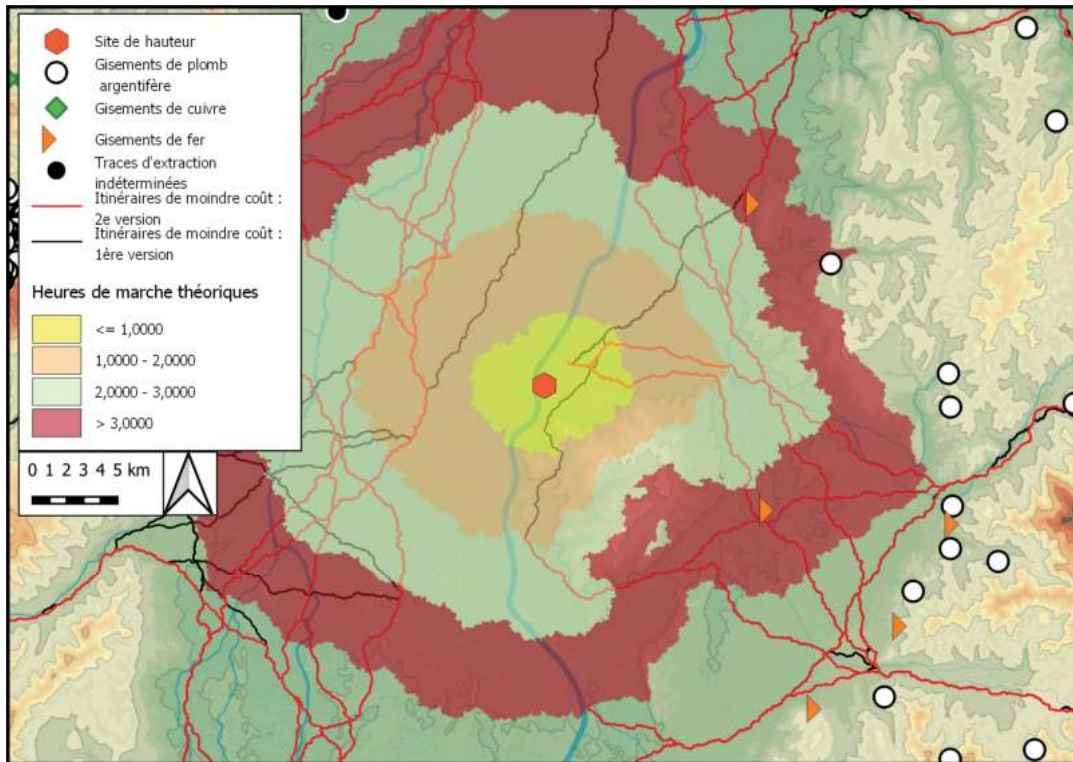 Site de hauteur
Gisements de plomb
argentifère
Gisements de cuivre
Gisements de fer
Traces d'extraction
indéterminées
Itinéraires de moindre coût :
2e version
Itinéraires de moindre coût :
1ère version
Heures de marche théoriques
<= 1,0000
1,0000 - 2,0000
2,0000 - 3,0000
> 3,0000
0 1 2 3 4 5 km